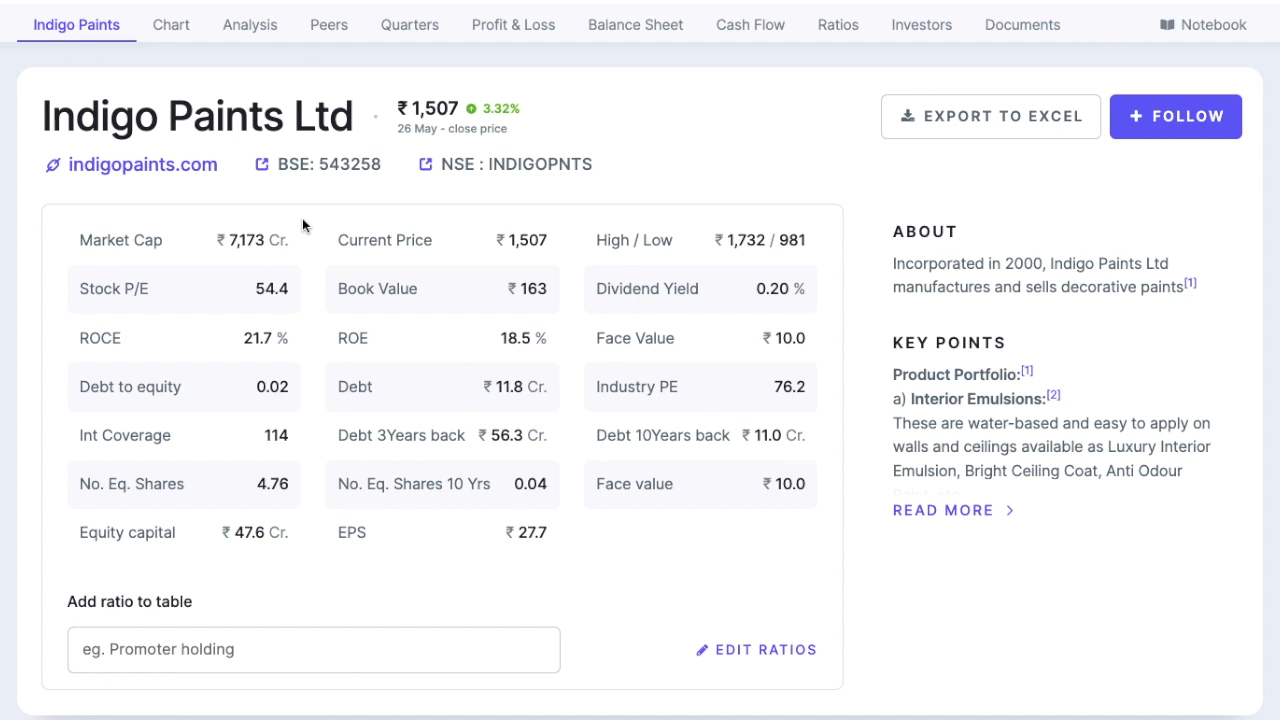 Indigo Paints Chart Analysis Peers Quarters Profit & Loss Balance Sheet Cash Flow Ratios Investors Documents Notebook
Indigo Paints Ltd · ₹ 1,507 3.32%
26 May - close price
EXPORT TO EXCEL
+ FOLLOW
indigopaints.com BSE: 543258 NSE : INDIGOPNTS
Market Cap ₹ 7,173 Cr. Current Price ₹ 1,507 High / Low ₹ 1,732 / 981
Stock P/E 54.4 Book Value ₹ 163 Dividend Yield 0.20 %
ROCE 21.7 % ROE 18.5 % Face Value ₹ 10.0
Debt to equity 0.02 Debt ₹ 11.8 Cr. Industry PE 76.2
Int Coverage 114 Debt 3Years back ₹ 56.3 Cr. Debt 10Years back ₹ 11.0 Cr.
No. Eq. Shares 4.76 No. Eq. Shares 10 Yrs 0.04 Face value ₹ 10.0
Equity capital ₹ 47.6 Cr. EPS ₹ 27.7
Add ratio to table
eg. Promoter holding
EDIT RATIOS
ABOUT
Incorporated in 2000, Indigo Paints Ltd
manufactures and sells decorative paints[1]
KEY POINTS
Product Portfolio:[1]
a) Interior Emulsions:[2]
These are water-based and easy to apply on
walls and ceilings available as Luxury Interior
Emulsion, Bright Ceiling Coat, Anti Odour
READ MORE